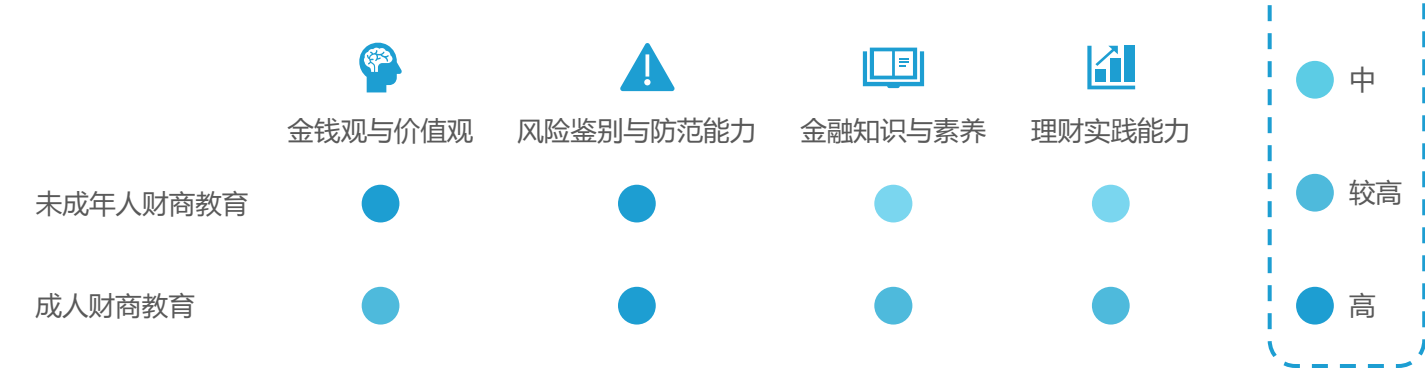 金钱观与价值观 风险鉴别与防范能力 金融知识与素养 理财实践能力
未成年人财商教育
成人财商教育
中
较高
高